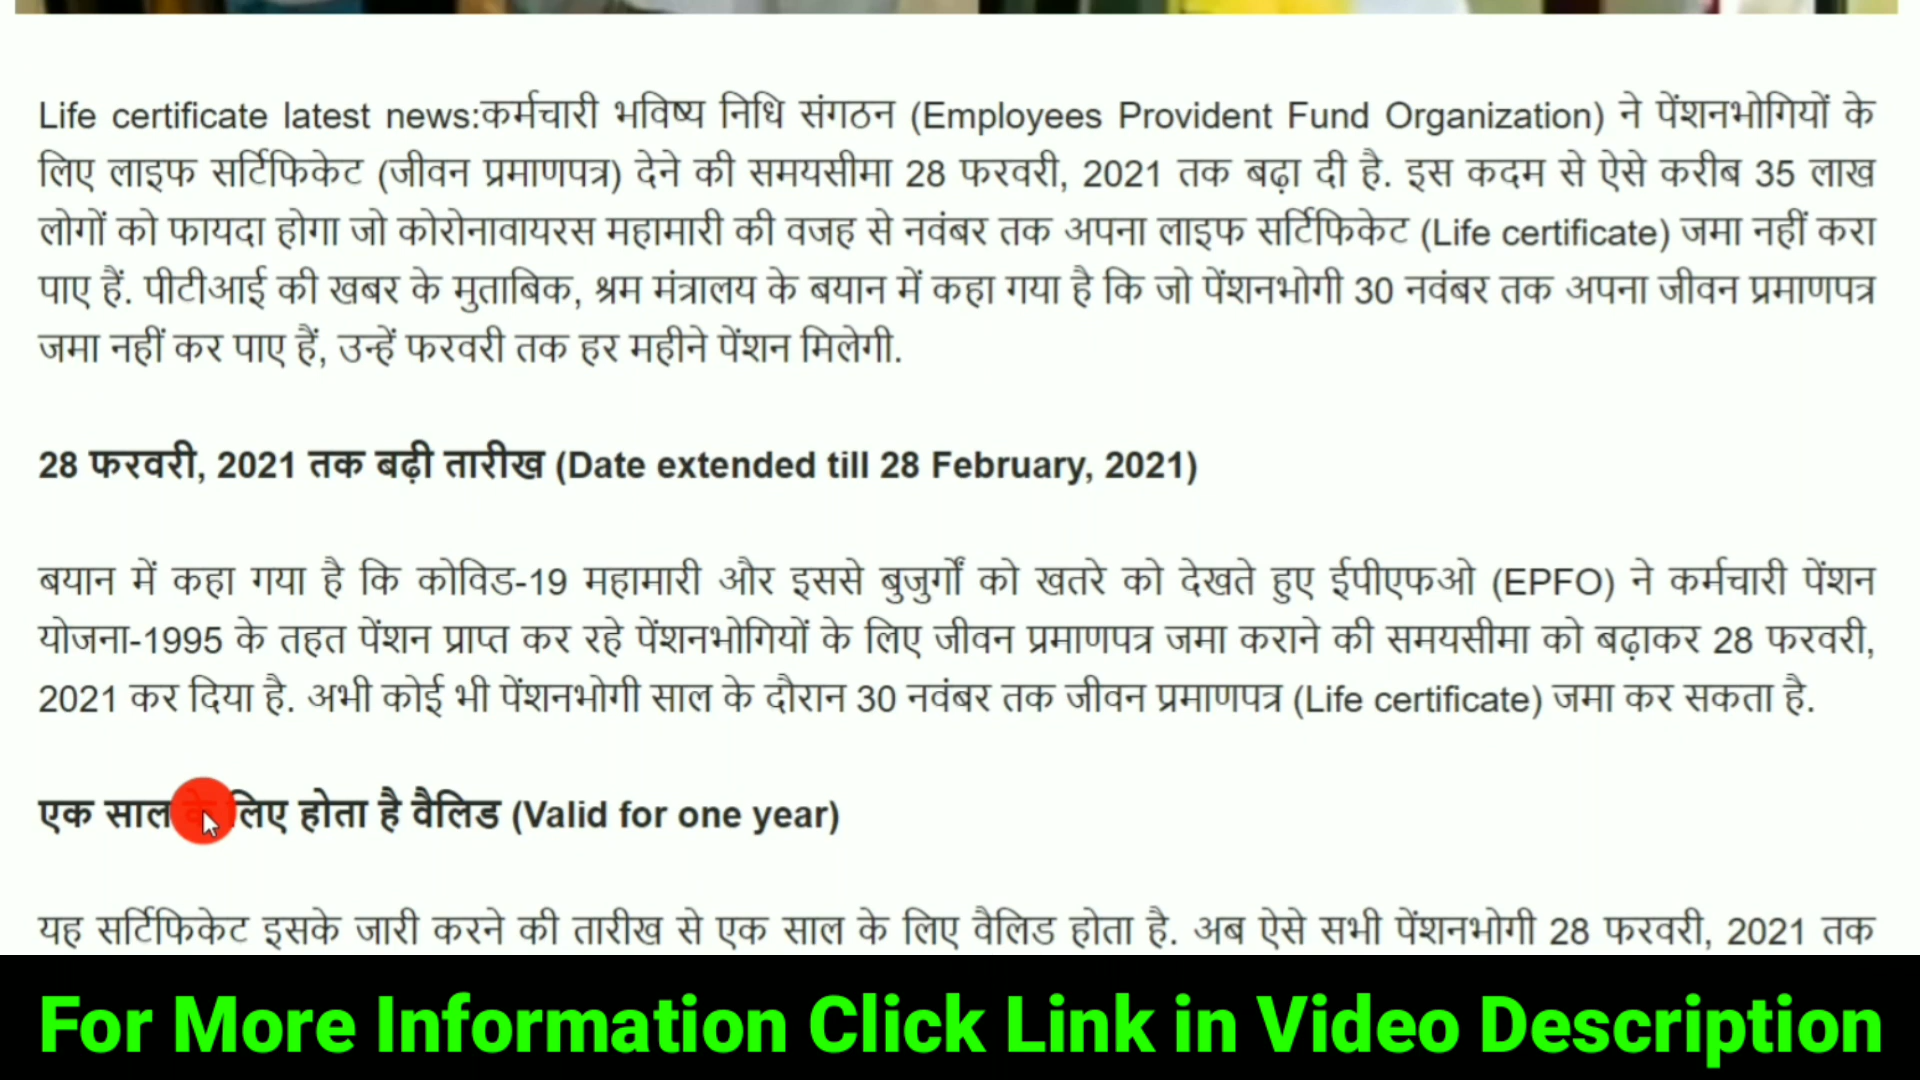 Life certificate latest news:कर्मचारी भविष्य निधि संगठन (Employees Provident Fund Organization) ने पेंशनभोगियों के
लिए लाइफ सर्टिफिकेट (जीवन प्रमाणपत्र) देने की समयसीमा 28 फरवरी, 2021 तक बढ़ा दी है. इस कदम से ऐसे करीब 35 लाख
लोगों को फायदा होगा जो कोरोनावायरस महामारी की वजह से नवंबर तक अपना लाइफ सर्टिफिकेट (Life certificate) जमा नहीं करा
पाए हैं. पीटीआई की खबर के मुताबिक, श्रम मंत्रालय के बयान में कहा गया है कि जो पेंशनभोगी 30 नवंबर तक अपना जीवन प्रमाणपत्र
जमा नहीं कर पाए हैं, उन्हें फरवरी तक हर महीने पेंशन मिलेगी.
28 फरवरी, 2021 तक बढ़ी तारीख (Date extended till 28 February, 2021)
बयान में कहा गया है कि कोविड-19 महामारी और इससे बुजुर्गों को खतरे को देखते हुए ईपीएफओ (EPFO) ने कर्मचारी पेंशन
योजना-1995 के तहत पेंशन प्राप्त कर रहे पेंशनभोगियों के लिए जीवन प्रमाणपत्र जमा कराने की समयसीमा को बढ़ाकर 28 फरवरी,
2021 कर दिया है. अभी कोई भी पेंशनभोगी साल के दौरान 30 नवंबर तक जीवन प्रमाणपत्र (Life certificate) जमा कर सकता है.
एक साल के लिए होता है वैलिड (Valid for one year)
यह सर्टिफिकेट इसके जारी करने की तारीख से एक साल के लिए वैलिड होता है. अब ऐसे सभी पेंशनभोगी 28 फरवरी, 2021 तक
For More Information Click Link in Video Description